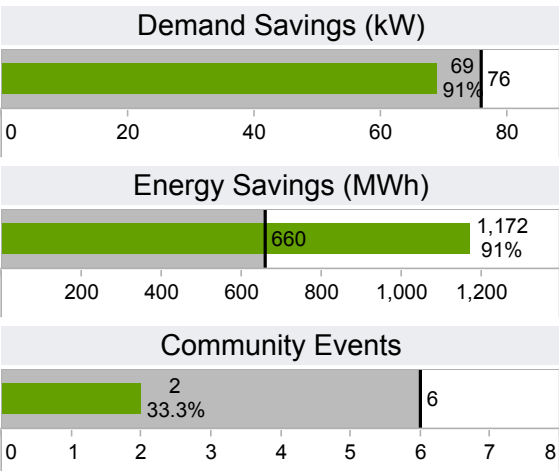 Demand Savings (kW)
69
91%
76
0 20 40 60 80
Energy Savings (MWh)
660
1,172
91%
200 400 600 800 1,000 1,200
Community Events
2
33.3%
6
0 1 2 3 4 5 6 7 8